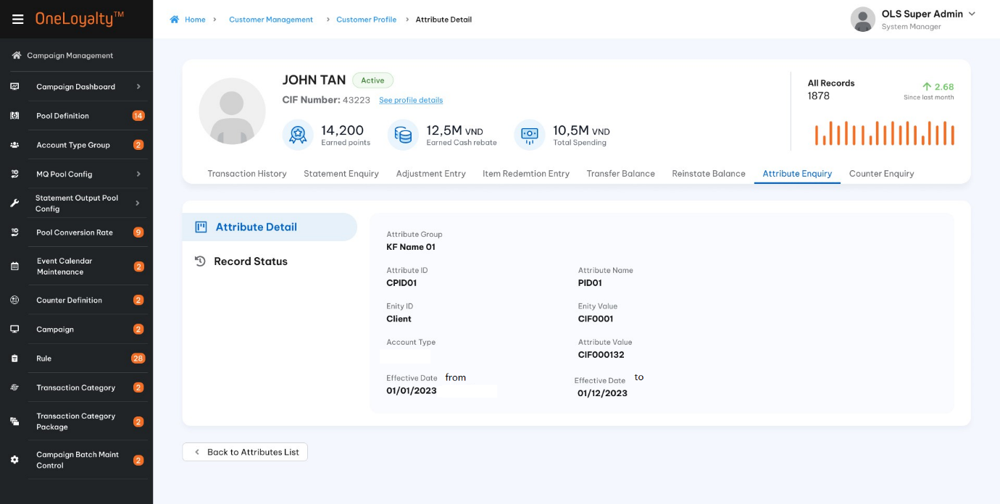 OneLoyalty™
Home > Customer Management > Customer Profile > Attribute Detail
OLS Super Admin
System Manager
Campaign Management
Campaign Dashboard
Pool Definition 14
Account Type Group 2
MQ Pool Config
Statement Output Pool
Config
Pool Conversion Rate 9
Event Calendar
Maintenance 2
Counter Definition 2
Campaign 2
Rule 28
Transaction Category 2
Transaction Category
Package 2
Campaign Batch Maint
Control 2
JOHN TAN Active
CIF Number: 43223 See profile details
14,200
Earned points
12,5M VND
Earned Cash rebate
10,5M VND
Total Spending
All Records
1878
2.68
Since last month
Transaction History Statement Enquiry Adjustment Entry Item Redemtion Entry Transfer Balance Reinstate Balance Attribute Enquiry Counter Enquiry
Attribute Detail
Record Status
Attribute Group
KF Name 01
Attribute ID
CPID01
Attribute Name
PID01
Enity ID
Client
Enity Value
CIF0001
Account Type
Attribute Value
CIF000132
Effective Date from
01/01/2023
Effective Date to
01/12/2023
Back to Attributes List